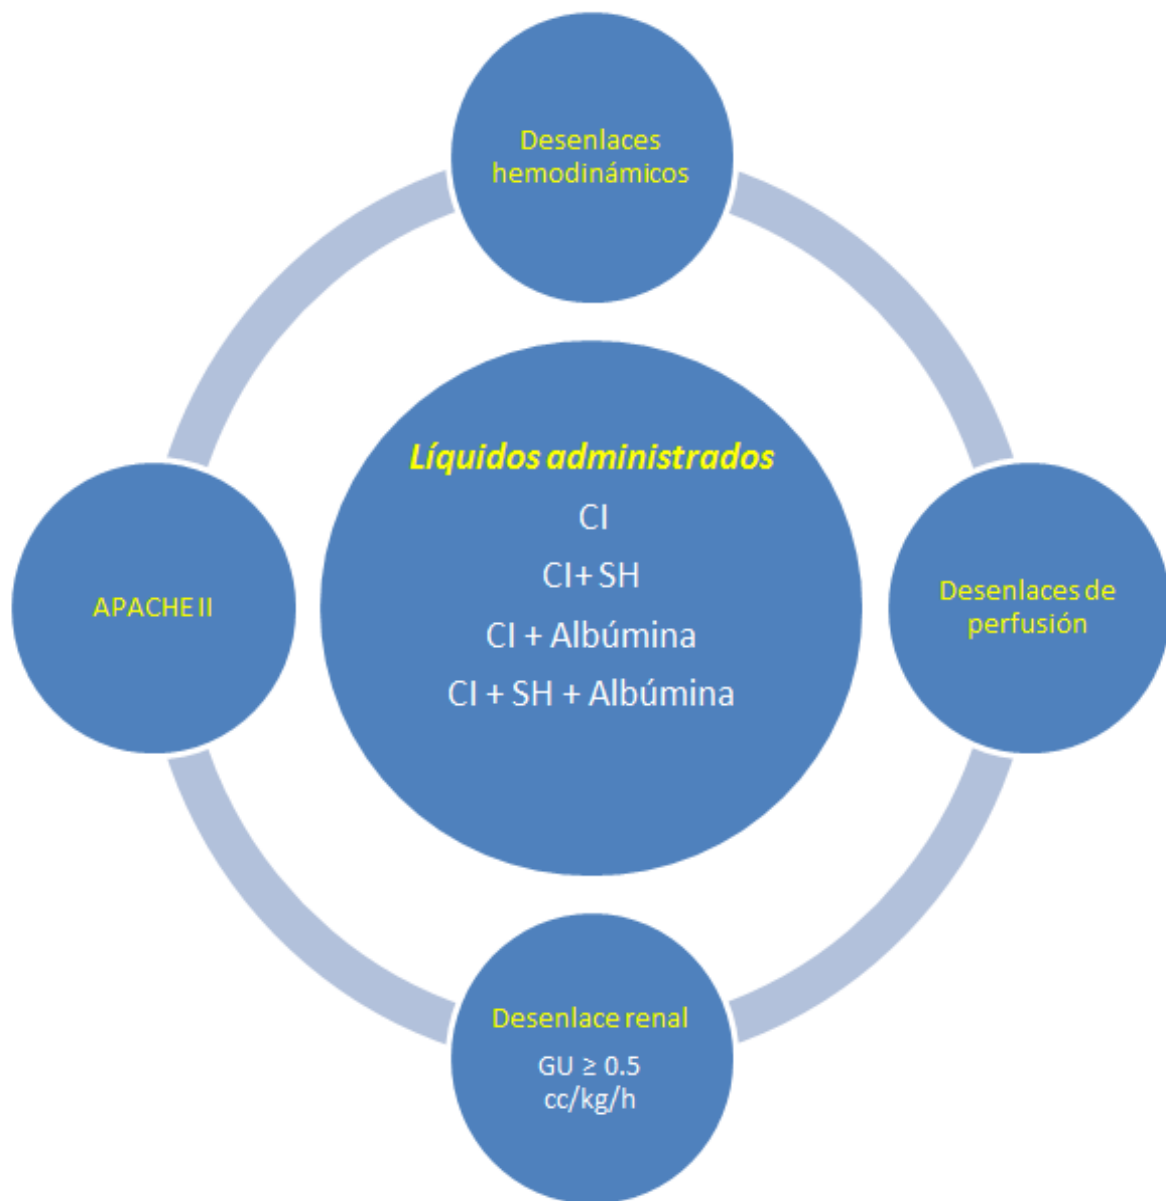 Desenlaces
hemodinámicos
Líquidos administrados
CI
CI+ SH
CI + Albúmina
CI + SH + Albúmina
APACHE II
Desenlaces de
perfusión
Desenlace renal
GU ≥ 0.5
cc/kg/h